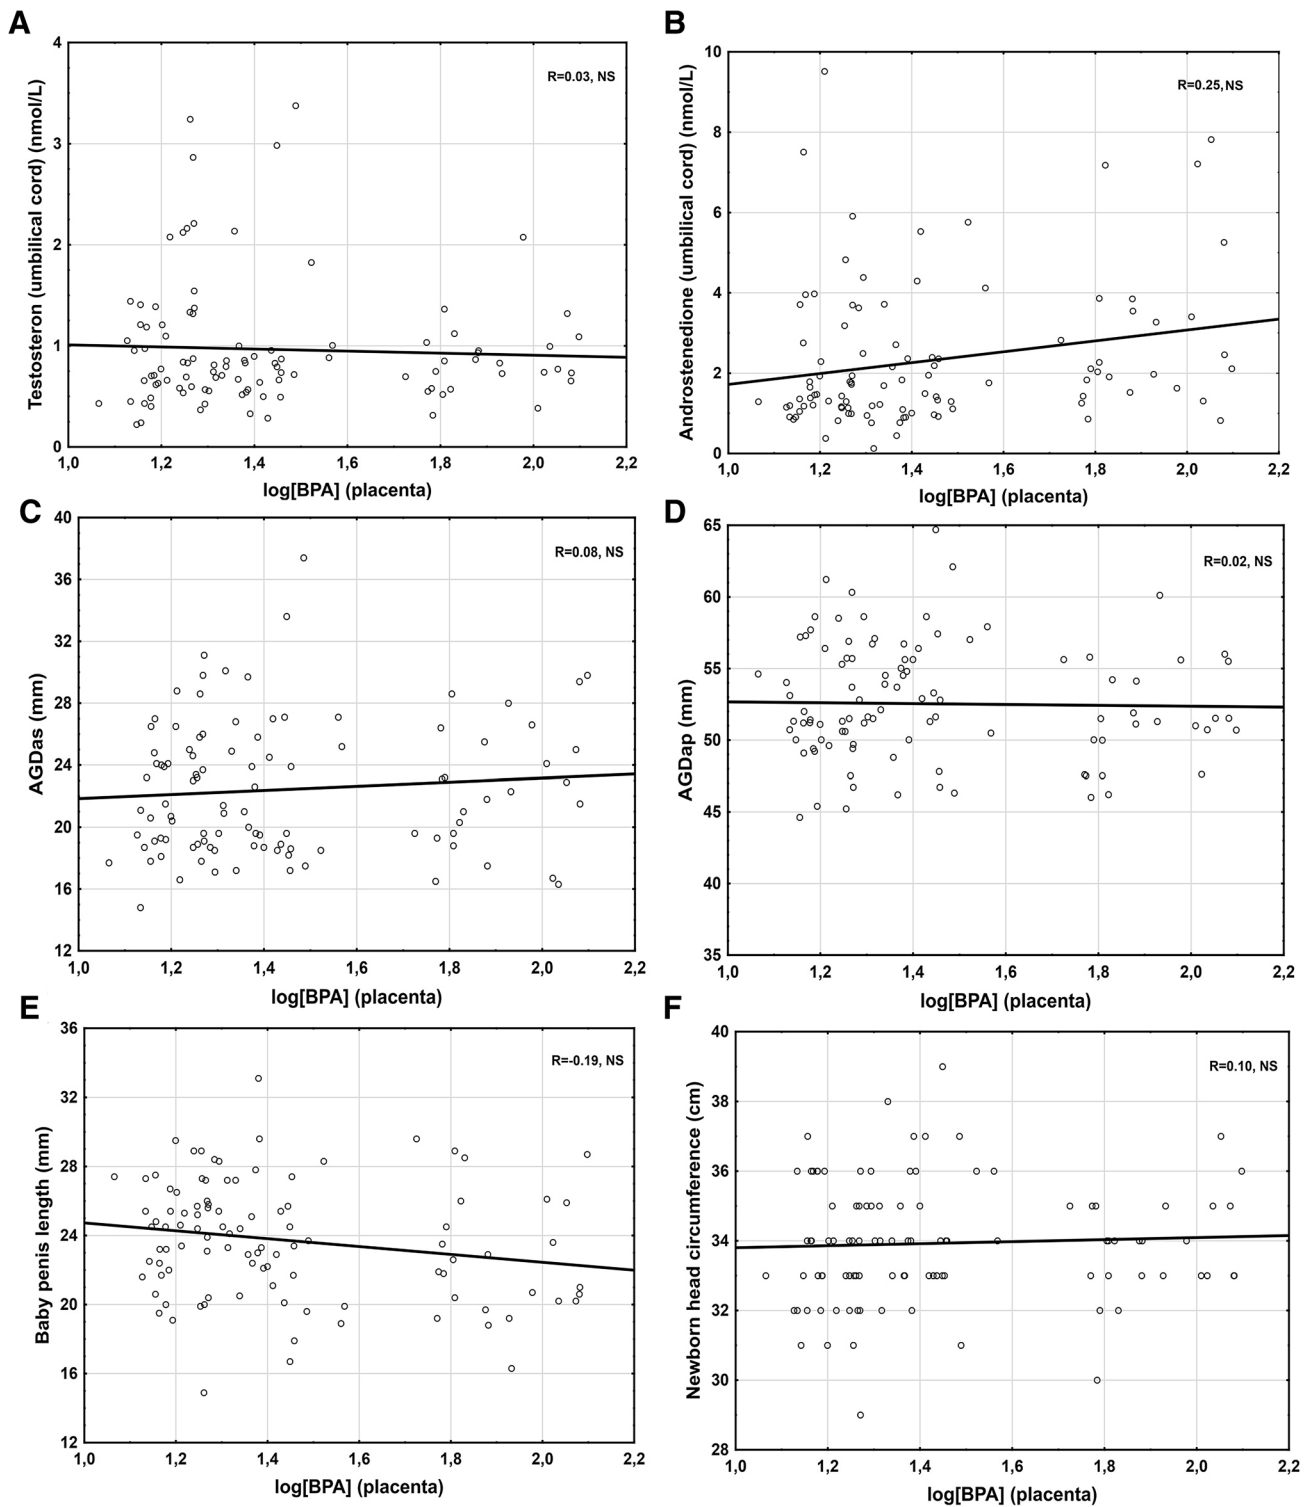 A
R=0.03, NS
Testosteron (umbilical cord) (nmol/L)
4
3
2
1
0
1,0 1,2 1,4 1,6 1,8 2,0 2,2
log[BPA] (placenta)
B
R=0.25, NS
Androstenedione (umbilical cord) (nmol/L)
10
8
6
4
2
0
1,0 1,2 1,4 1,6 1,8 2,0 2,2
log[BPA] (placenta)
C
R=0.08, NS
AGDas (mm)
40
36
32
28
24
20
16
12
1,0 1,2 1,4 1,6 1,8 2,0 2,2
log[BPA] (placenta)
D
R=0.02, NS
AGDap (mm)
65
60
55
50
45
40
35
1,0 1,2 1,4 1,6 1,8 2,0 2,2
log[BPA] (placenta)
E
R=-0.19, NS
Baby penis length (mm)
36
32
28
24
20
16
12
1,0 1,2 1,4 1,6 1,8 2,0 2,2
log[BPA] (placenta)
F
R=0.10, NS
Newborn head circumference (cm)
40
38
36
34
32
30
28
1,0 1,2 1,4 1,6 1,8 2,0 2,2
log[BPA] (placenta)